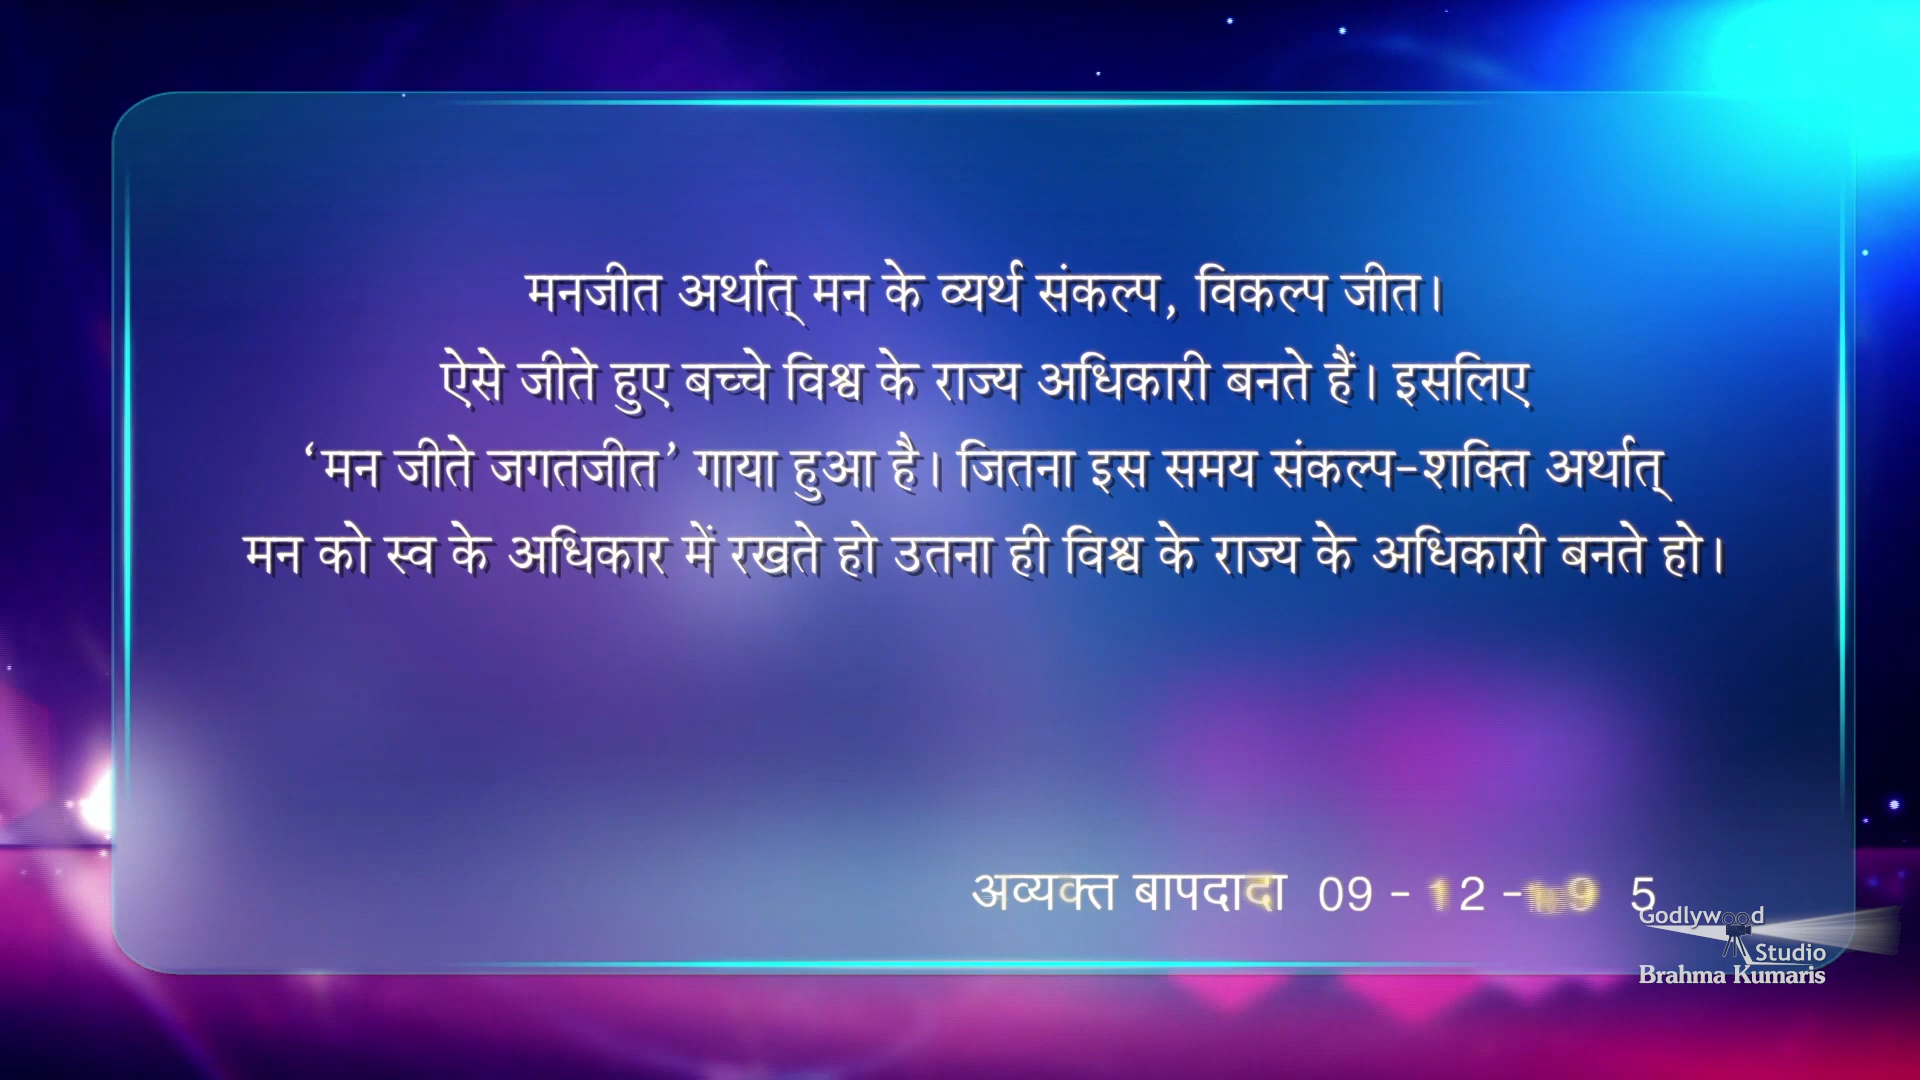 मनजीत अर्थात् मन के व्यर्थ संकल्प, विकल्प जीत।
ऐसे जीते हुए बच्चे विश्व के राज्य अधिकारी बनते हैं। इसलिए
‘मन जीते जगतजीत’ गाया हुआ है। जितना इस समय संकल्प-शक्ति अर्थात्
मन को स्व के अधिकार में रखते हो उतना ही विश्व के राज्य के अधिकारी बनते हो।
अव्यक्त बापदादा 09 - 12 -
Godlywood
Studio
Brahma Kumaris